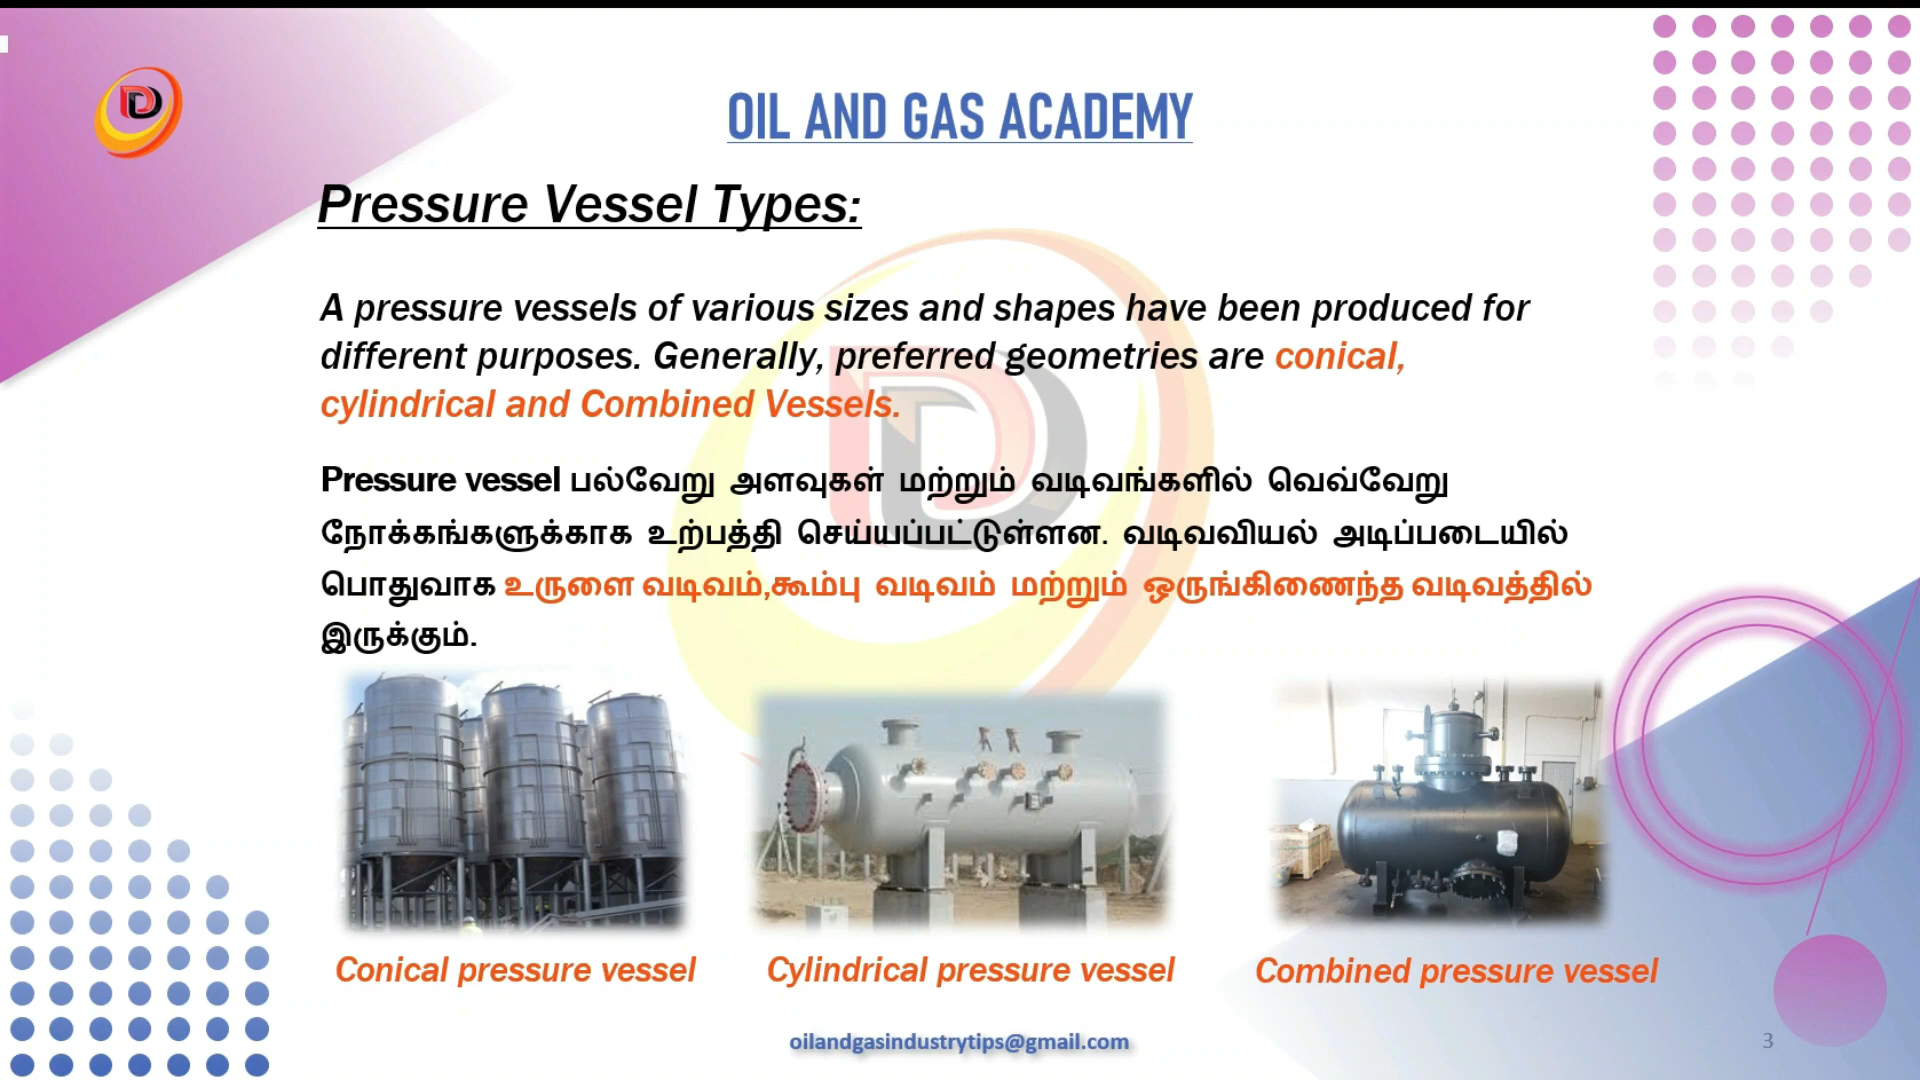 D
OIL AND GAS ACADEMY
Pressure Vessel Types:
A pressure vessels of various sizes and shapes have been produced for
different purposes. Generally, preferred geometries are conical,
cylindrical and Combined Vessels.
Pressure vessel பல்வேறு அளவுகள் மற்றும் வடிவங்களில் வெவ்வேறு
நோக்கங்களுக்காக உற்பத்தி செய்யப்பட்டுள்ளன. வடிவவியல் அடிப்படையில்
பொதுவாக உருளை வடிவம்,கூம்பு வடிவம் மற்றும் ஒருங்கிணைந்த வடிவத்தில்
இருக்கும்.
Conical pressure vessel
Cylindrical pressure vessel
Combined pressure vessel
oilandgasindustrytips@gmail.com
3